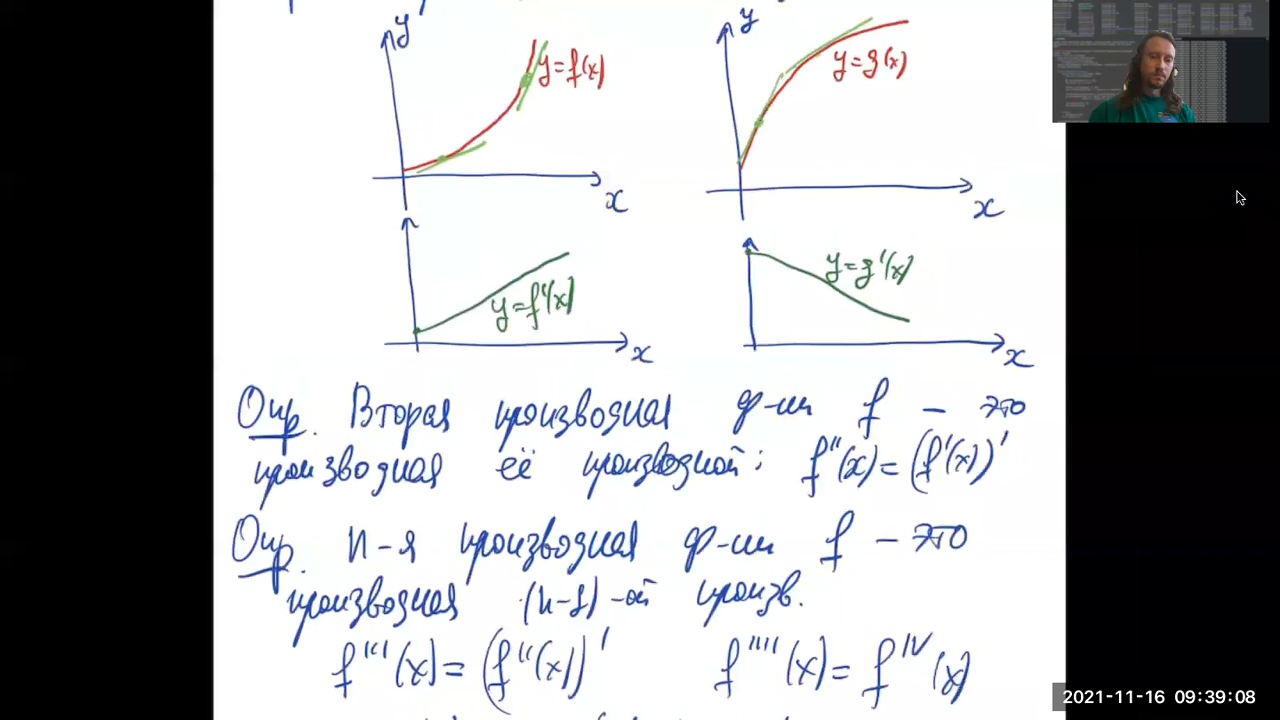 y
y
y=f(x)
y=g(x)
x
x
y=f'(x)
y=g'(x)
x
x
Опр. Вторая производная ф-ии f – это
производная её производной: f''(x)=(f'(x))'
Опр. n-я производная ф-ии f – это
производная (n-1)-ой произв.
f'''(x)=(f''(x))' f''''(x)=f^IV(x)
2021-11-16 09:39:08